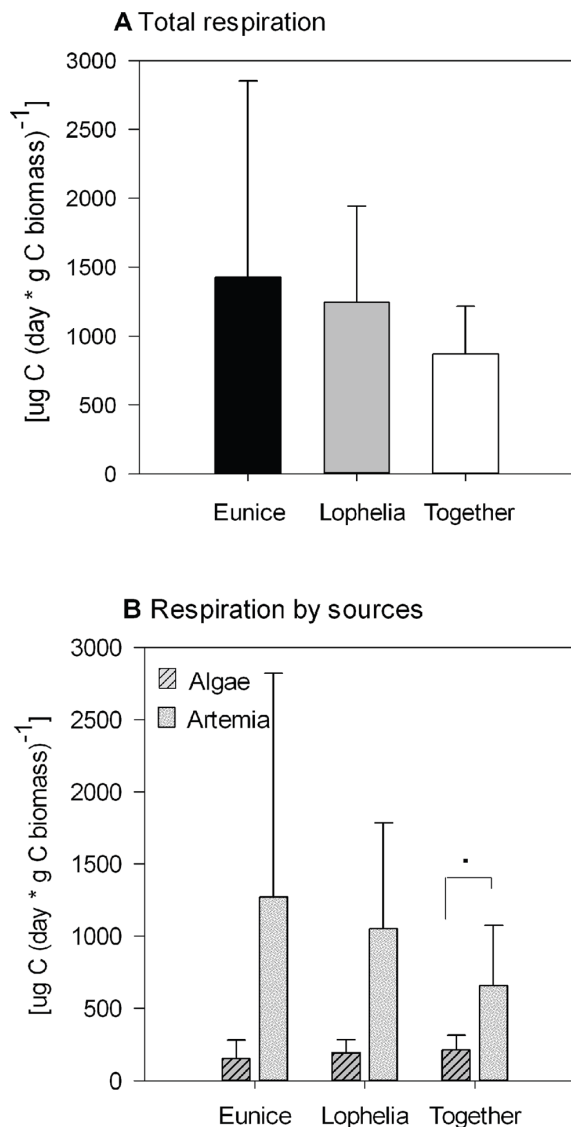 A Total respiration
[ug C (day * g C biomass)⁻¹]
3000
2500
2000
1500
1000
500
0
Eunice Lophelia Together
B Respiration by sources
[ug C (day * g C biomass)⁻¹]
3000
2500
2000
1500
1000
500
0
Algae
Artemia
Eunice Lophelia Together